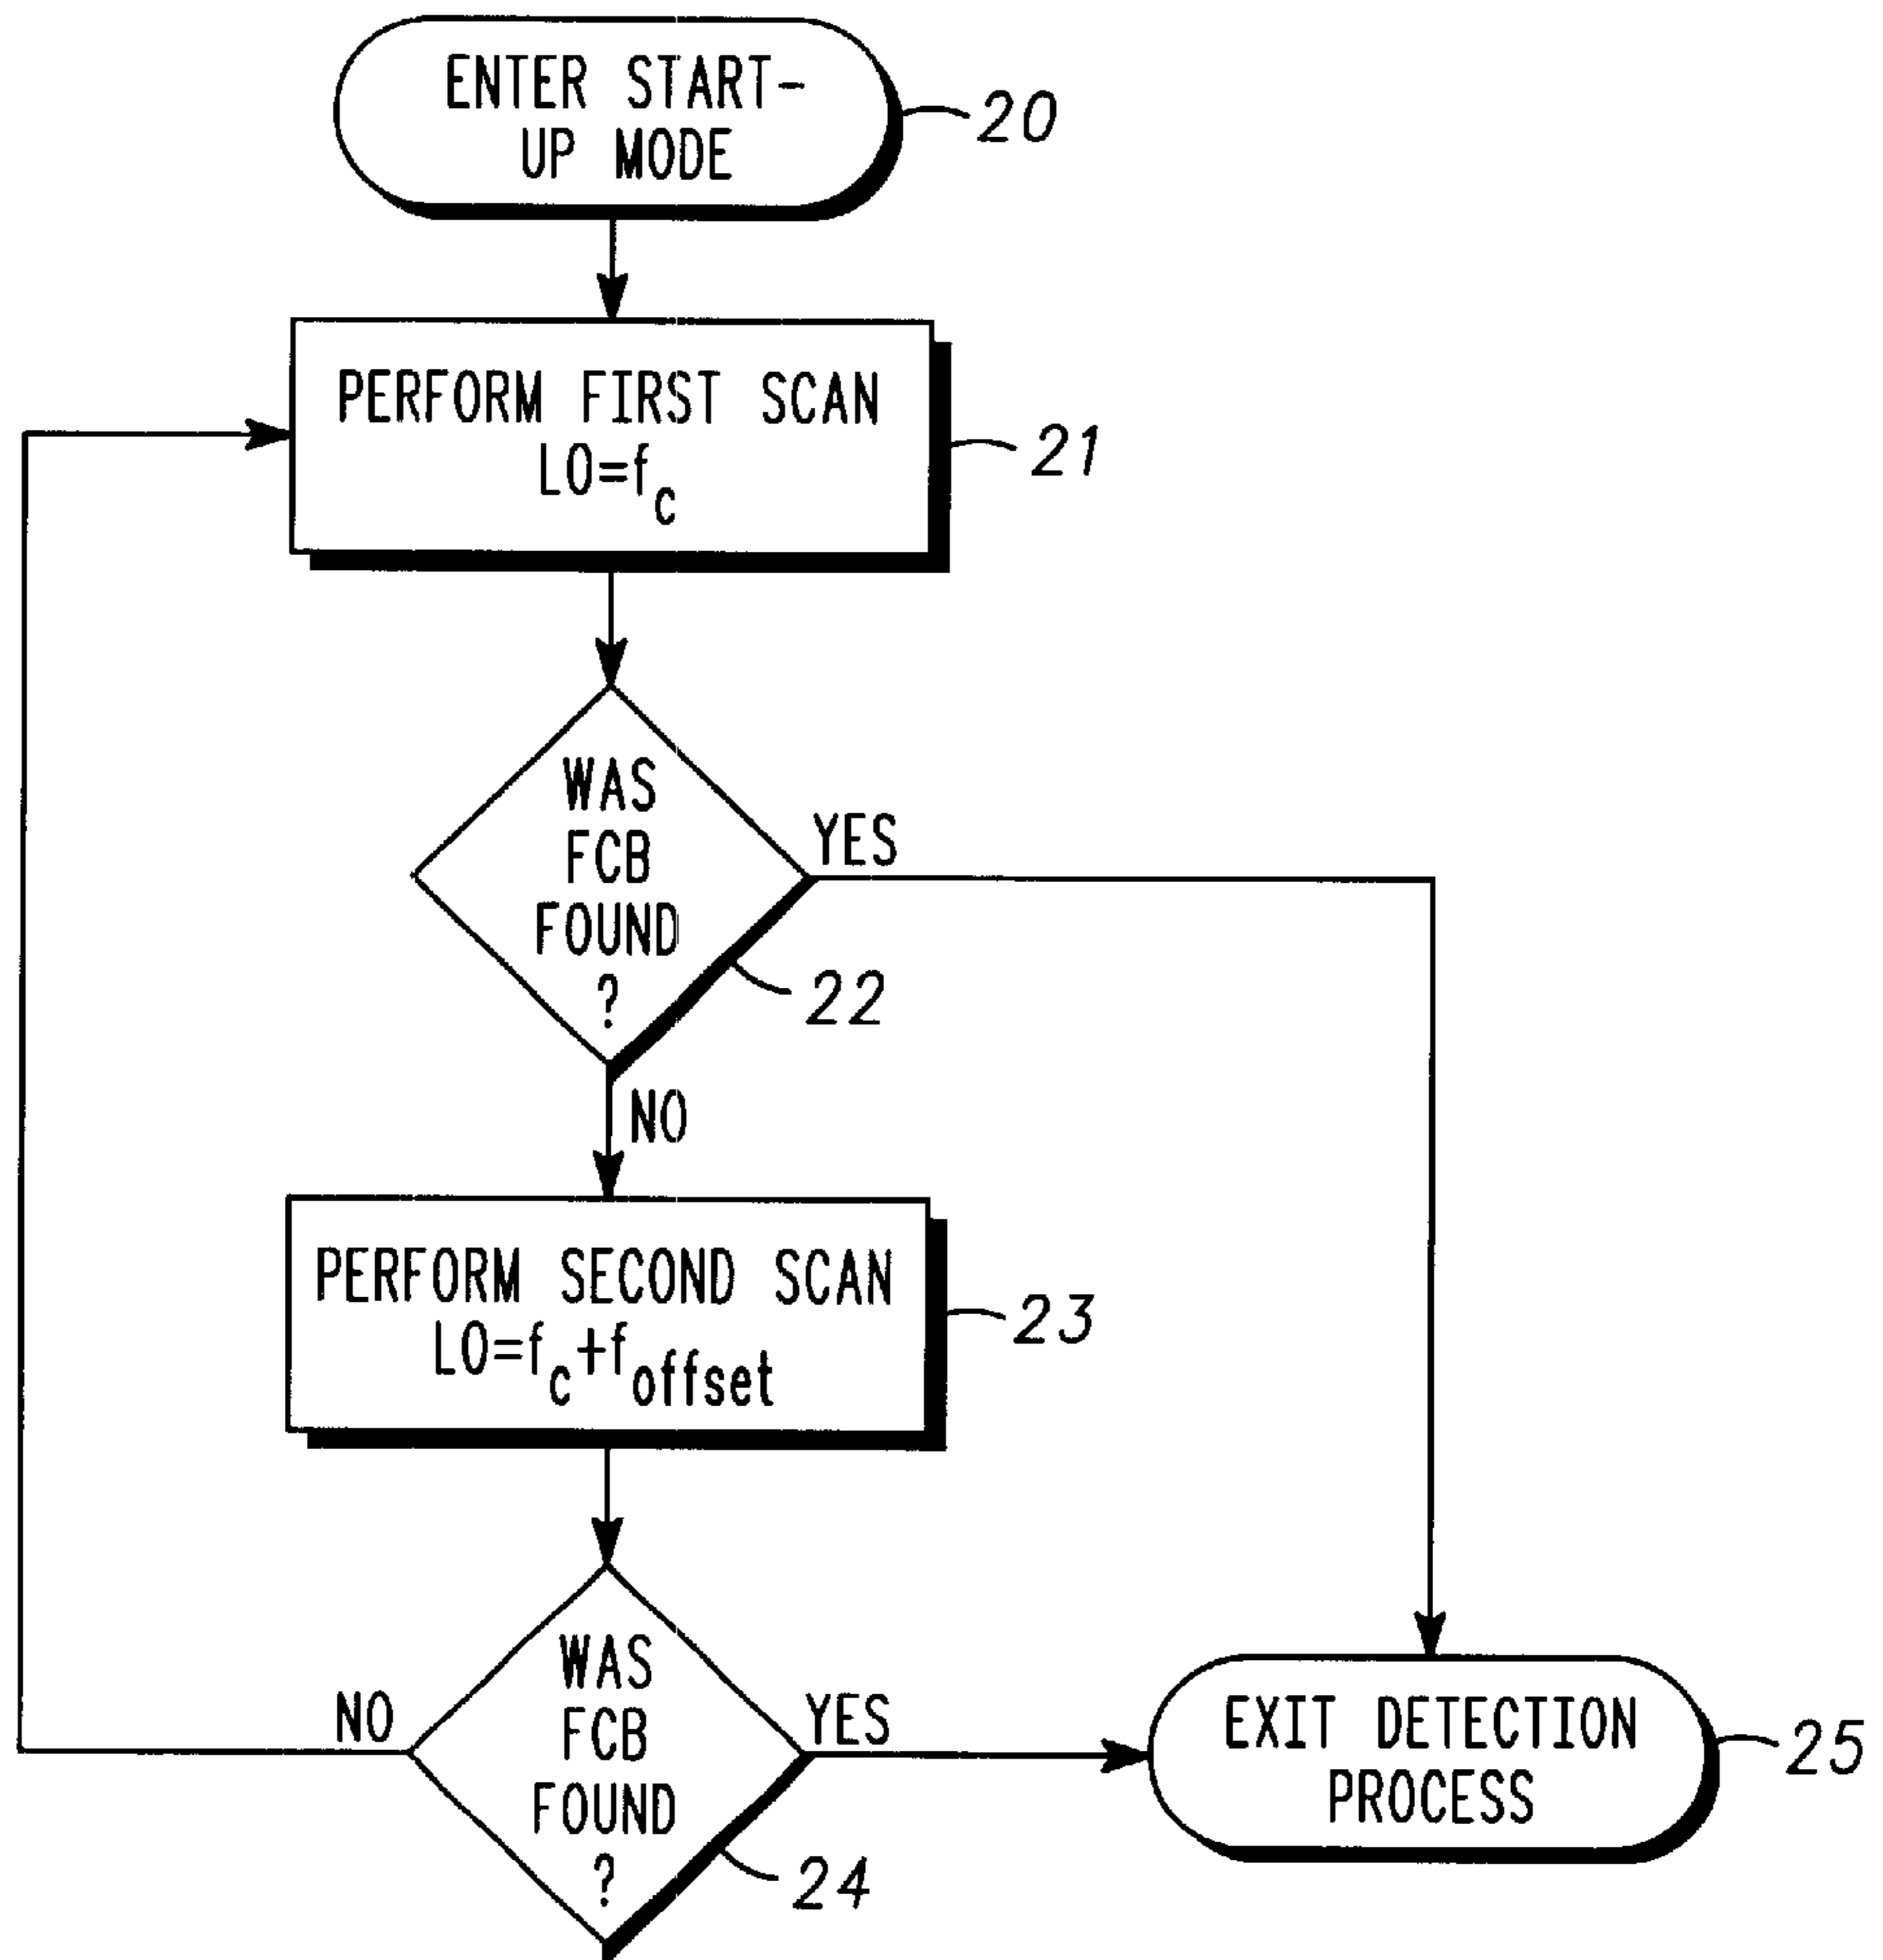 ENTER START-
UP MODE
20
PERFORM FIRST SCAN
LO=fc
21
WAS
FCB
FOUND
?
YES
22
NO
PERFORM SECOND SCAN
LO=fc+foffset
23
WAS
FCB
FOUND
?
NO
YES
24
EXIT DETECTION
PROCESS
25